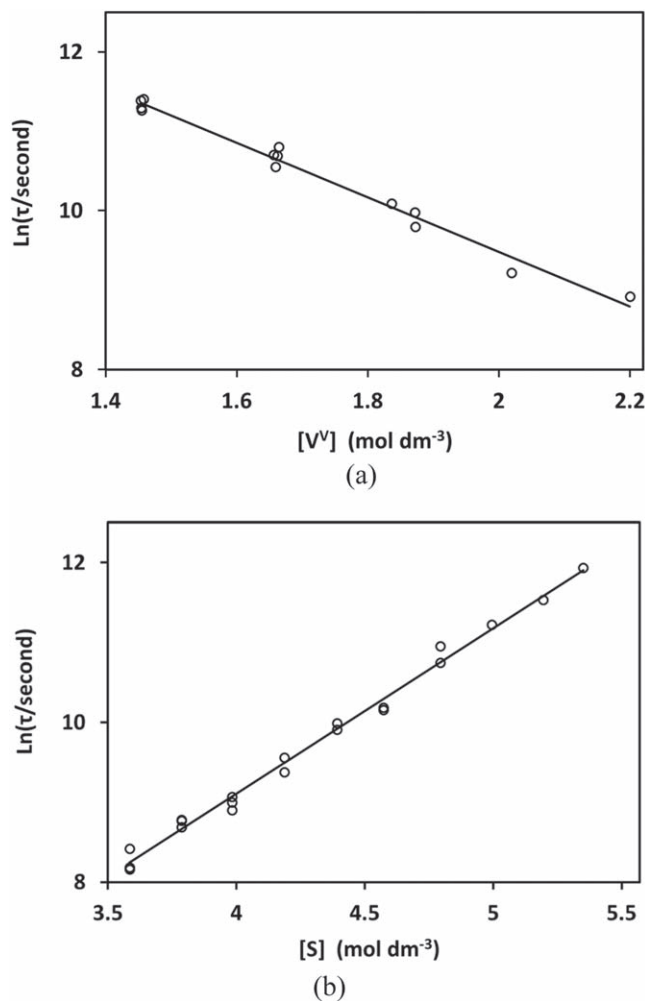 12
10
8
Ln(τ/second)
1.4 1.6 1.8 2 2.2
[Vⱽ] (mol dm⁻³)
(a)
12
10
8
Ln(τ/second)
3.5 4 4.5 5 5.5
[S] (mol dm⁻³)
(b)